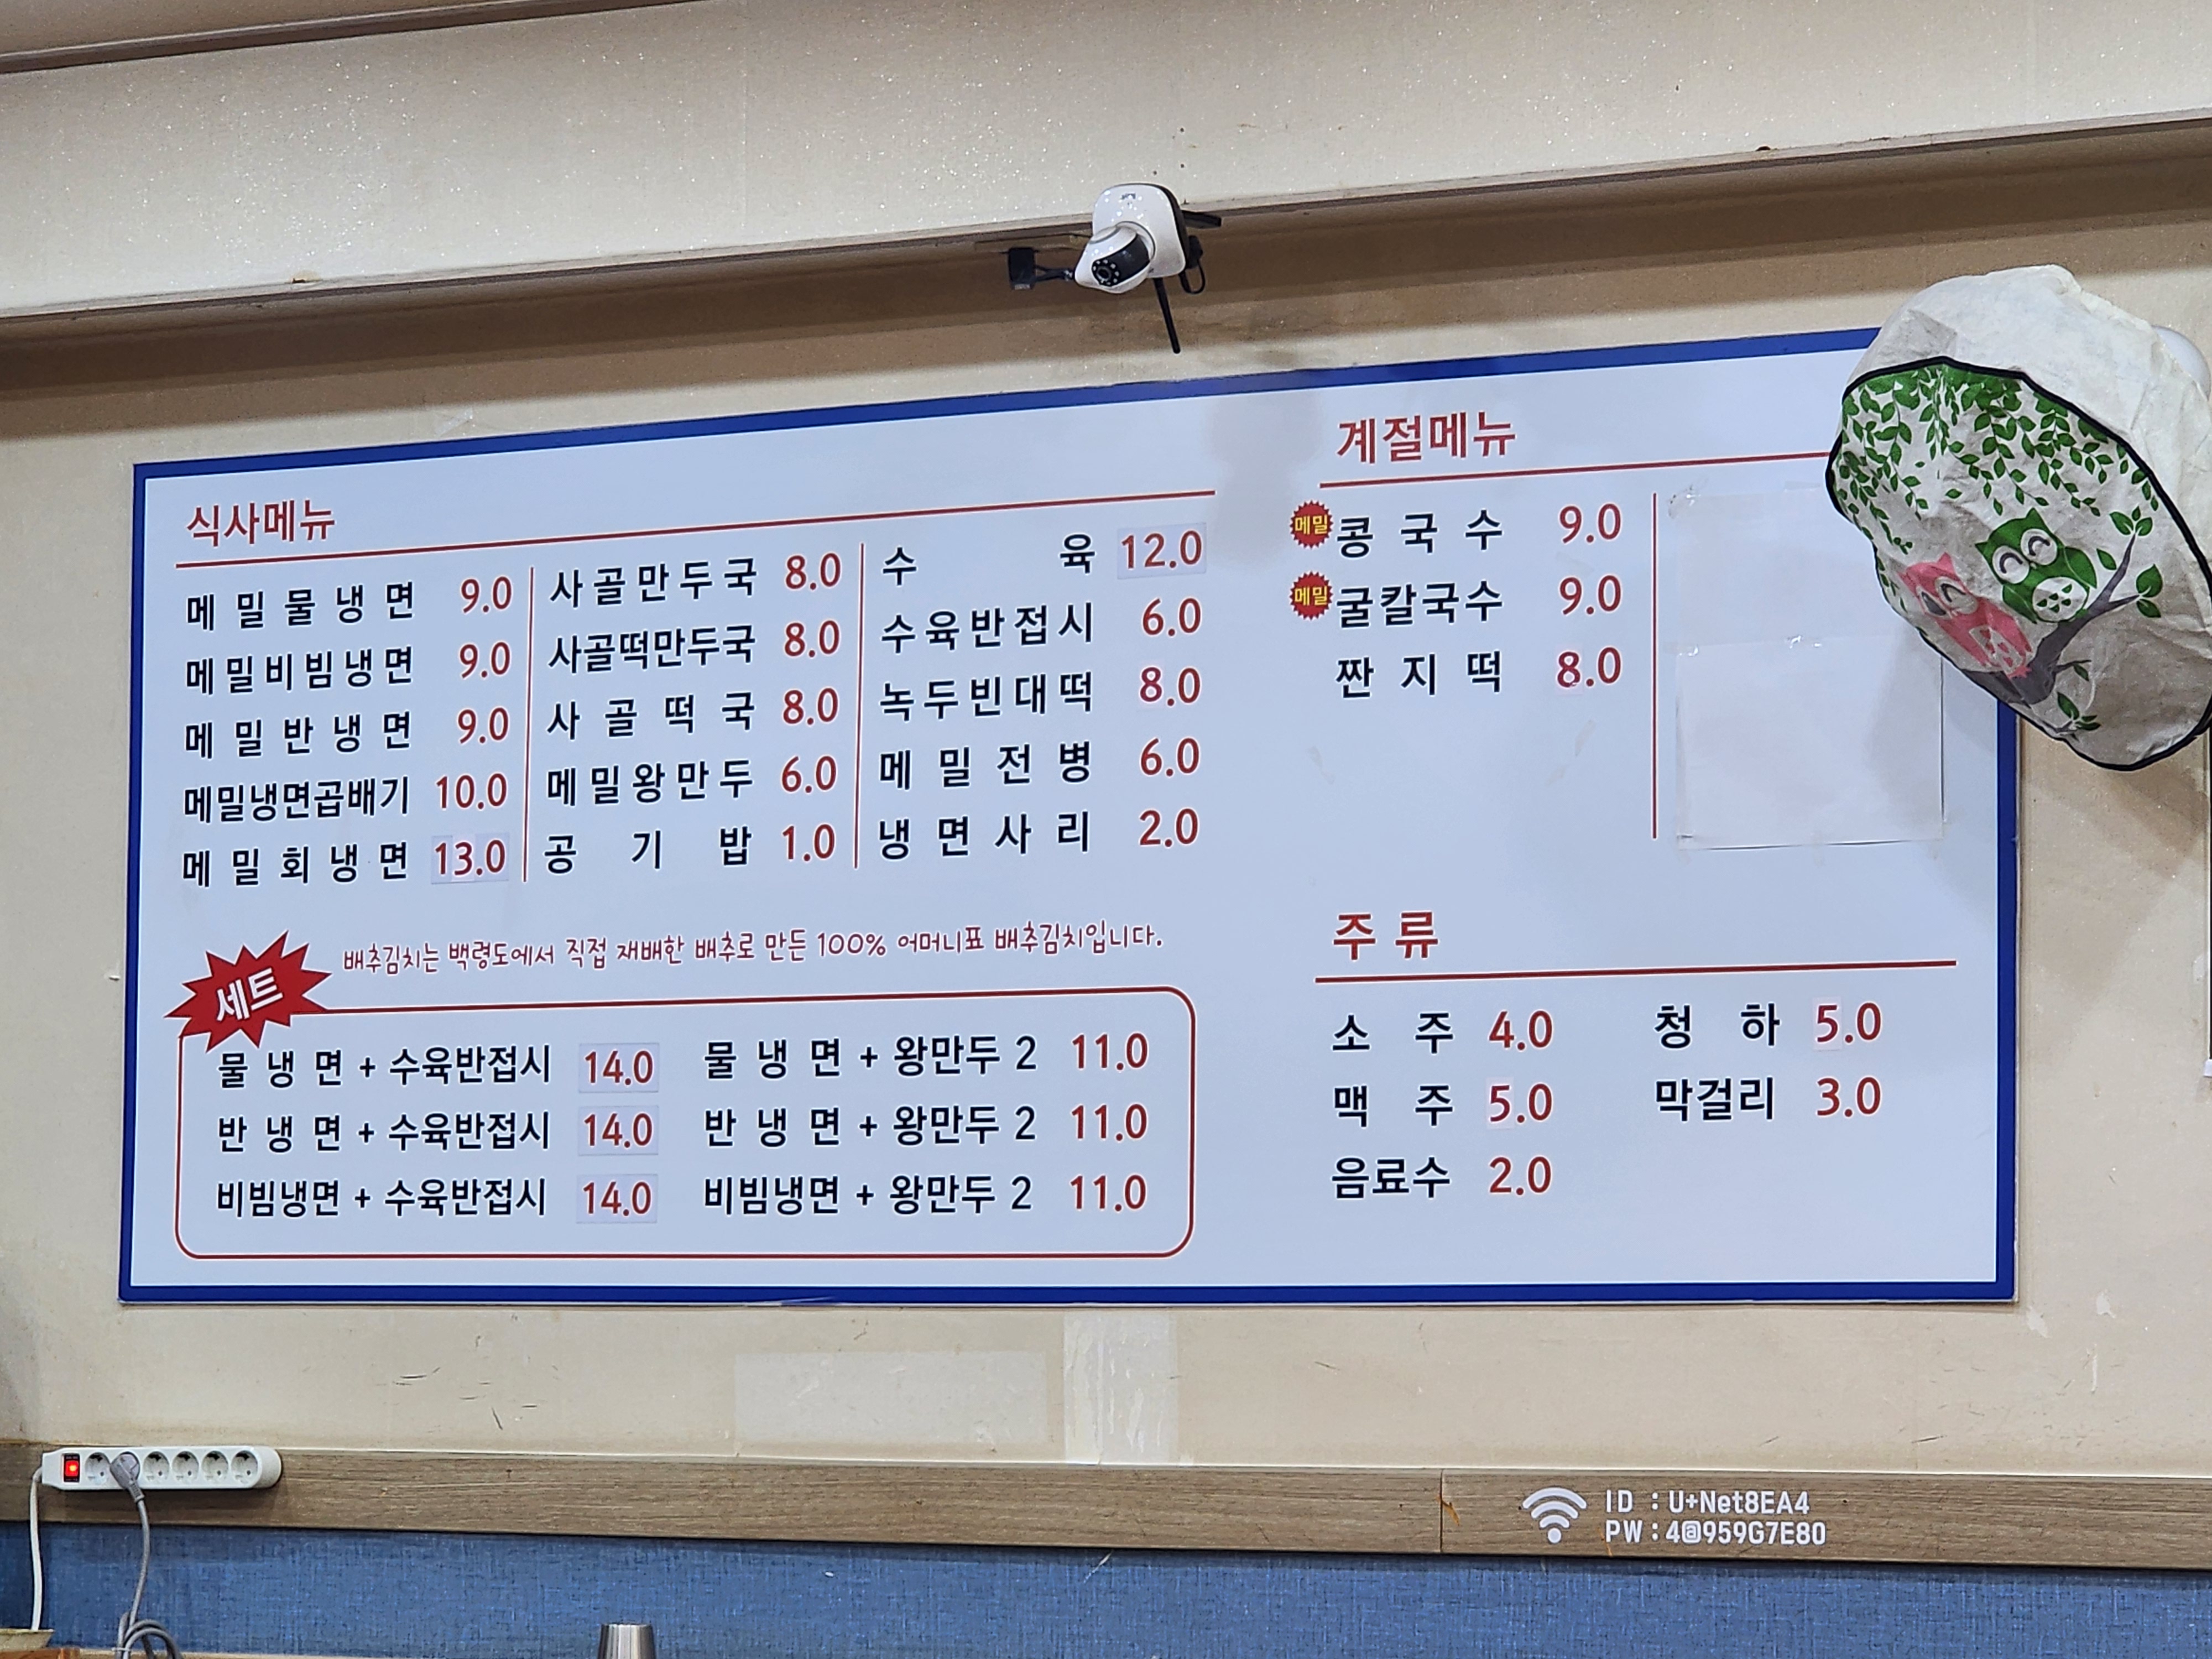 식사메뉴
메밀물냉면 9.0
메밀비빔냉면 9.0
메밀반냉면 9.0
메밀냉면곱배기 10.0
메밀회냉면 13.0
사골만두국 8.0
사골떡만두국 8.0
사골떡국 8.0
메밀왕만두 6.0
공기밥 1.0
수육 12.0
수육반접시 6.0
녹두빈대떡 8.0
메밀전병 6.0
냉면사리 2.0
배추김치는 백령도에서 직접 재배한 배추로 만든 100% 어머니표 배추김치입니다.
세트
물냉면 + 수육반접시 14.0
반냉면 + 수육반접시 14.0
비빔냉면 + 수육반접시 14.0
물냉면 + 왕만두 2 11.0
반냉면 + 왕만두 2 11.0
비빔냉면 + 왕만두 2 11.0
계절메뉴
메밀 콩국수 9.0
메밀 굴칼국수 9.0
짠지떡 8.0
주류
소주 4.0
맥주 5.0
음료수 2.0
청하 5.0
막걸리 3.0
ID : U+Net8EA4
PW : 4@959G7E80